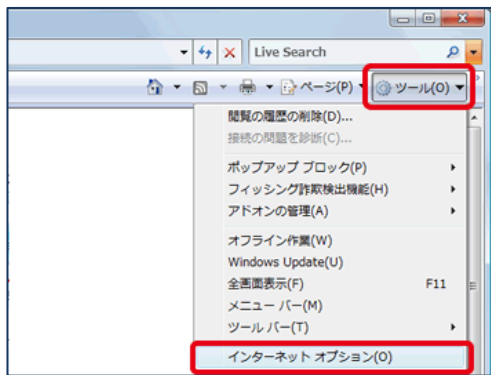 Live Search
ページ(P)
ツール(O)
閲覧の履歴の削除(D)...
接続の問題を診断(C)...
ポップアップ ブロック(P)
フィッシング詐欺検出機能(H)
アドオンの管理(A)
オフライン作業(W)
Windows Update(U)
全画面表示(F) F11
メニュー バー(M)
ツール バー(T)
インターネット オプション(O)